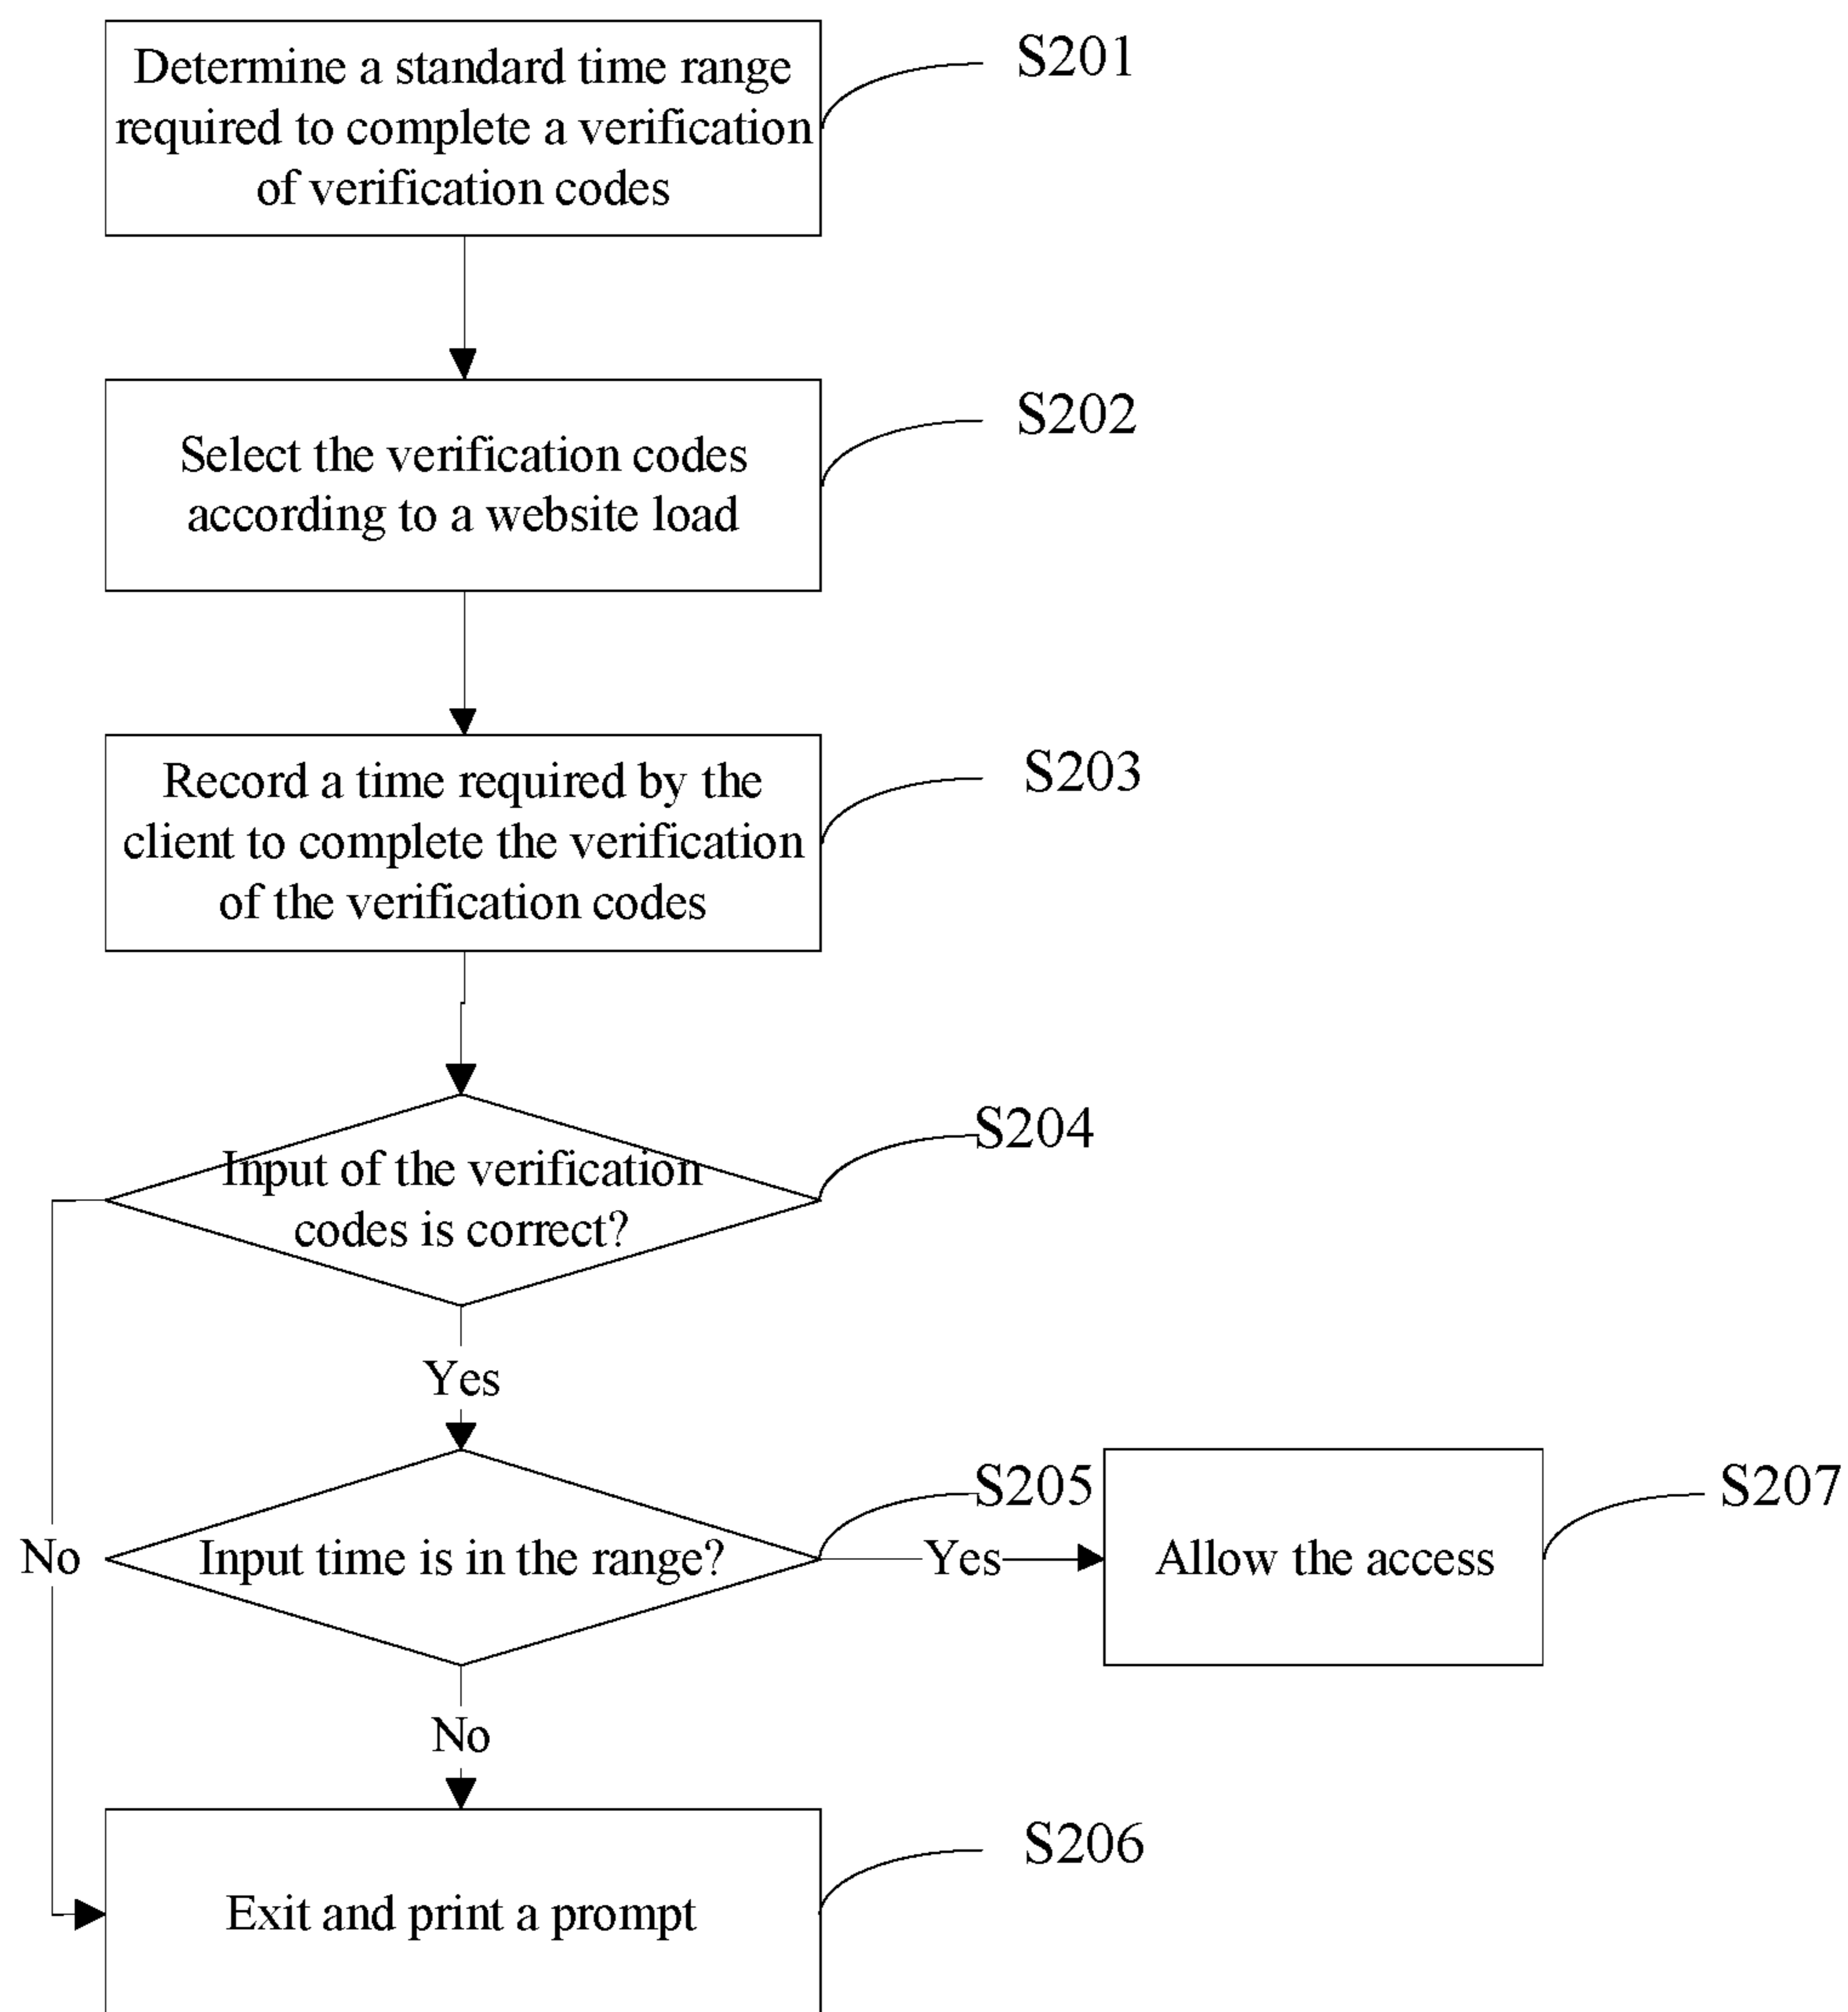 Determine a standard time range
required to complete a verification
of verification codes
S201
Select the verification codes
according to a website load
S202
Record a time required by the
client to complete the verification
of the verification codes
S203
Input of the verification
codes is correct?
S204
Yes
No
Input time is in the range?
S205
Yes
Allow the access
S207
No
Exit and print a prompt
S206